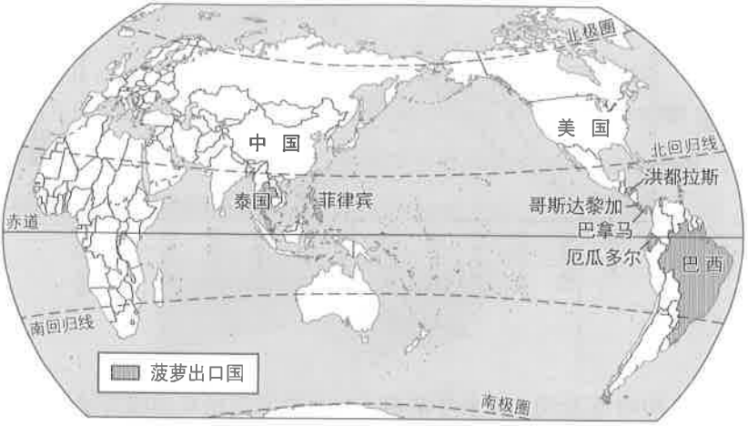 北极圈
中国
美国
北回归线
洪都拉斯
泰国
菲律宾
哥斯达黎加
赤道
巴拿马
厄瓜多尔
巴西
南回归线
菠萝出口国
南极圈